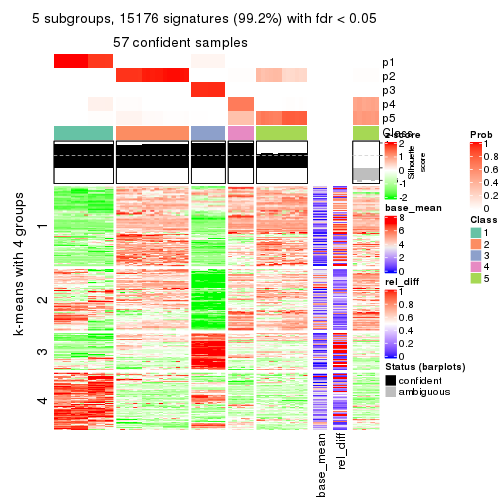 5 subgroups, 15176 signatures (99.2%) with fdr < 0.05
57 confident samples
p1
p2
p3
p4
p5
Class
Silhouette
score
1
2
3
4
k-means with 4 groups
base_mean
rel_diff
z-score
2
1
0
-1
-2
base_mean
8
6
4
2
0
rel_diff
1
0.8
0.6
0.4
0.2
0
Status (barplots)
confident
ambiguous
Prob
1
0.8
0.6
0.4
0.2
0
Class
1
2
3
4
5